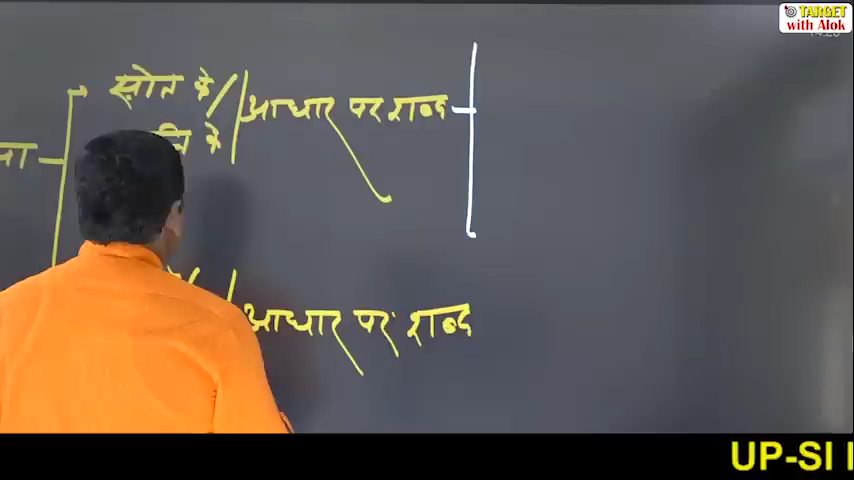 TARGET
with Alok
स्रोत के / आधार पर शब्द
के
आधार पर शब्द
UP-SI